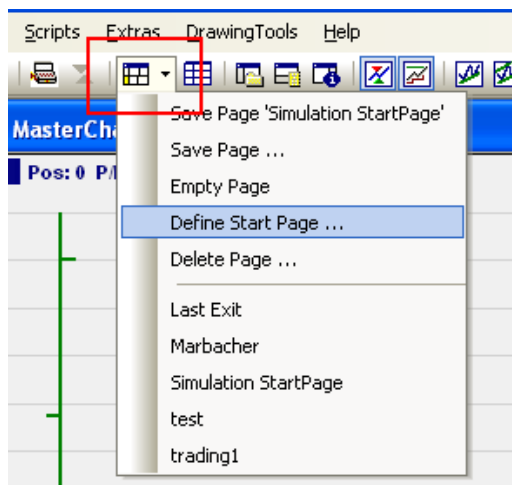 Scripts Extras DrawingTools Help
Save Page 'Simulation StartPage'
MasterCh
Save Page ...
Pos: 0
Empty Page
Define Start Page ...
Delete Page ...
Last Exit
Marbacher
Simulation StartPage
test
trading1